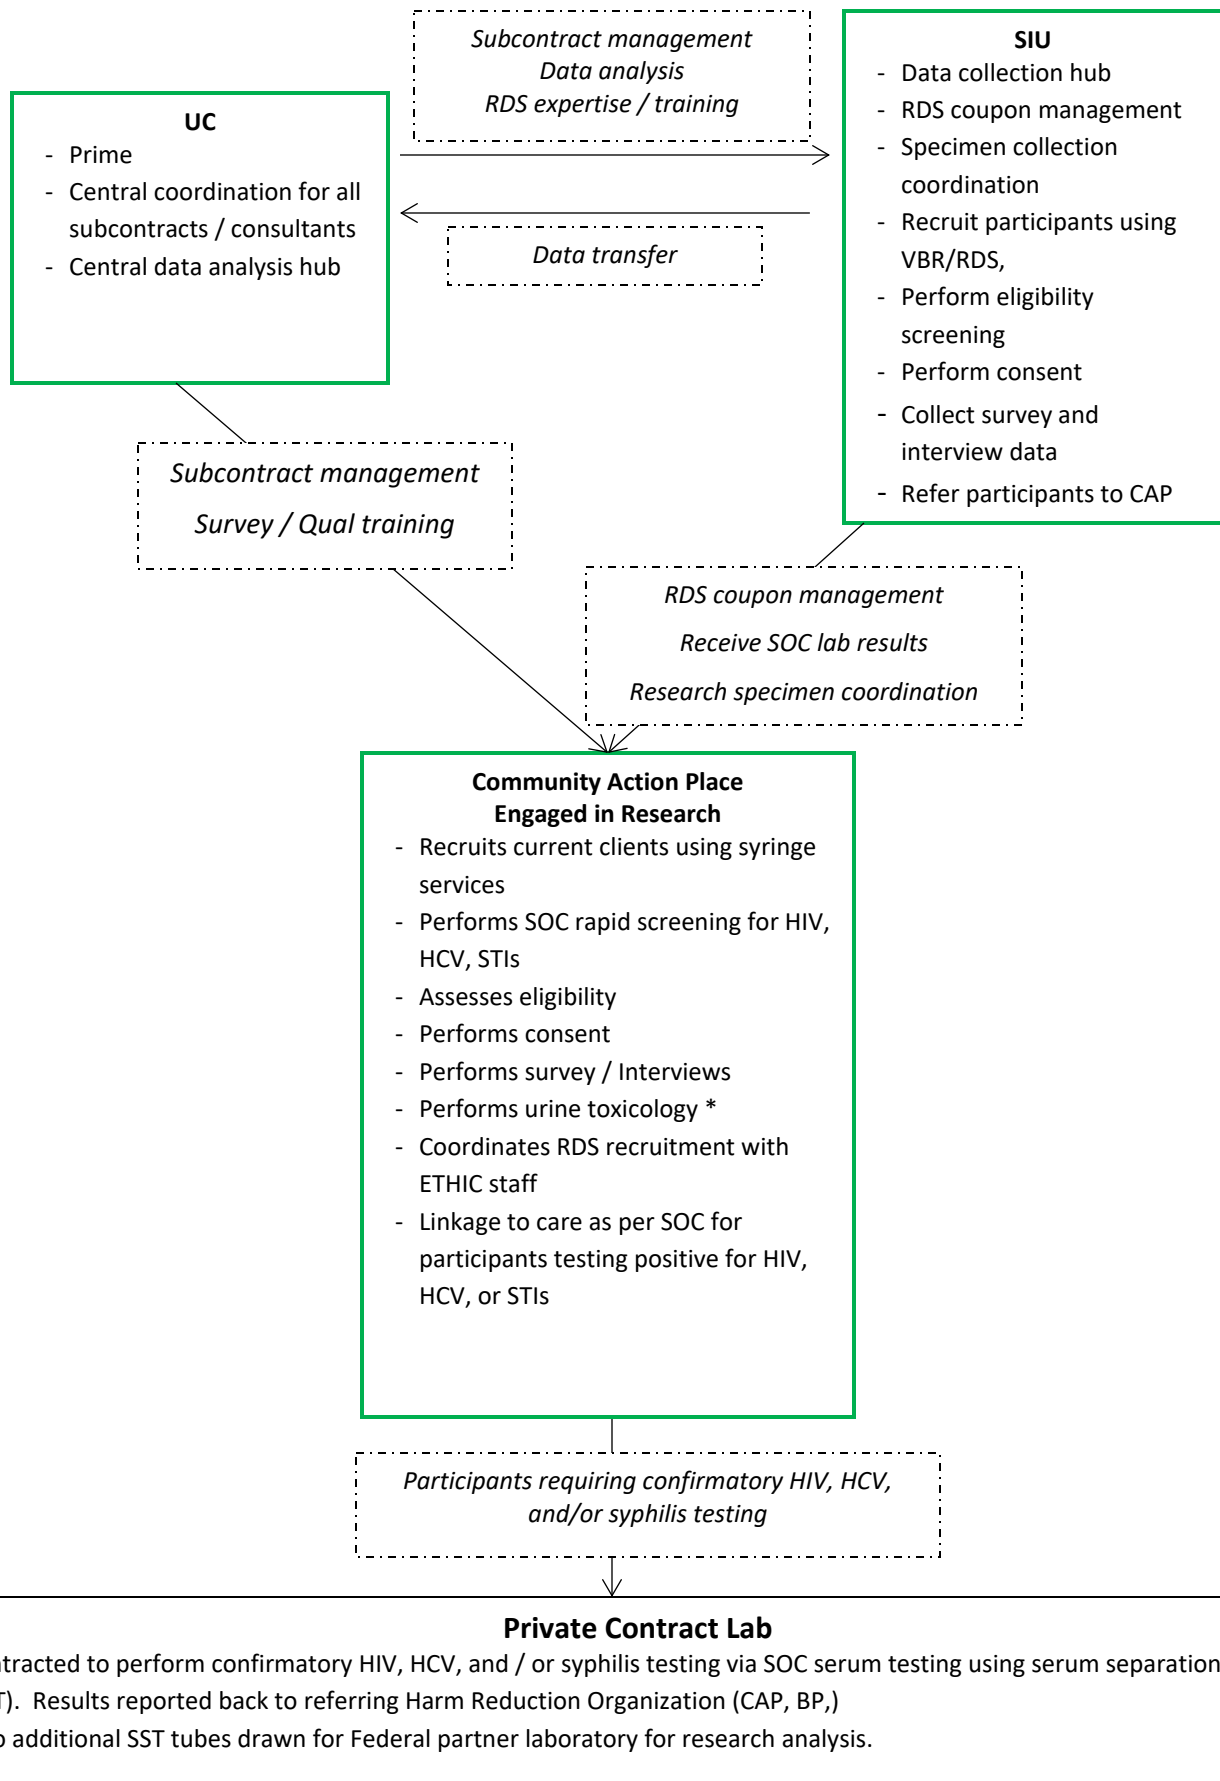 Subcontract management
Data analysis
RDS expertise / training
SIU
- Data collection hub
- RDS coupon management
- Specimen collection
coordination
- Recruit participants using
VBR/RDS,
- Perform eligibility
screening
- Perform consent
- Collect survey and
interview data
- Refer participants to CAP
UC
- Prime
- Central coordination for all
subcontracts / consultants
- Central data analysis hub
Data transfer
Subcontract management
Survey / Qual training
RDS coupon management
Receive SOC lab results
Research specimen coordination
Community Action Place
Engaged in Research
- Recruits current clients using syringe
services
- Performs SOC rapid screening for HIV,
HCV, STIs
- Assesses eligibility
- Performs consent
- Performs survey / Interviews
- Performs urine toxicology *
- Coordinates RDS recruitment with
ETHIC staff
- Linkage to care as per SOC for
participants testing positive for HIV,
HCV, or STIs
Participants requiring confirmatory HIV, HCV,
and/or syphilis testing
Private Contract Lab
to perform confirmatory HIV, HCV, and / or syphilis testing via SOC serum testing using serum separation
Results reported back to referring Harm Reduction Organization (CAP, BP,)
additional SST tubes drawn for Federal partner laboratory for research analysis.